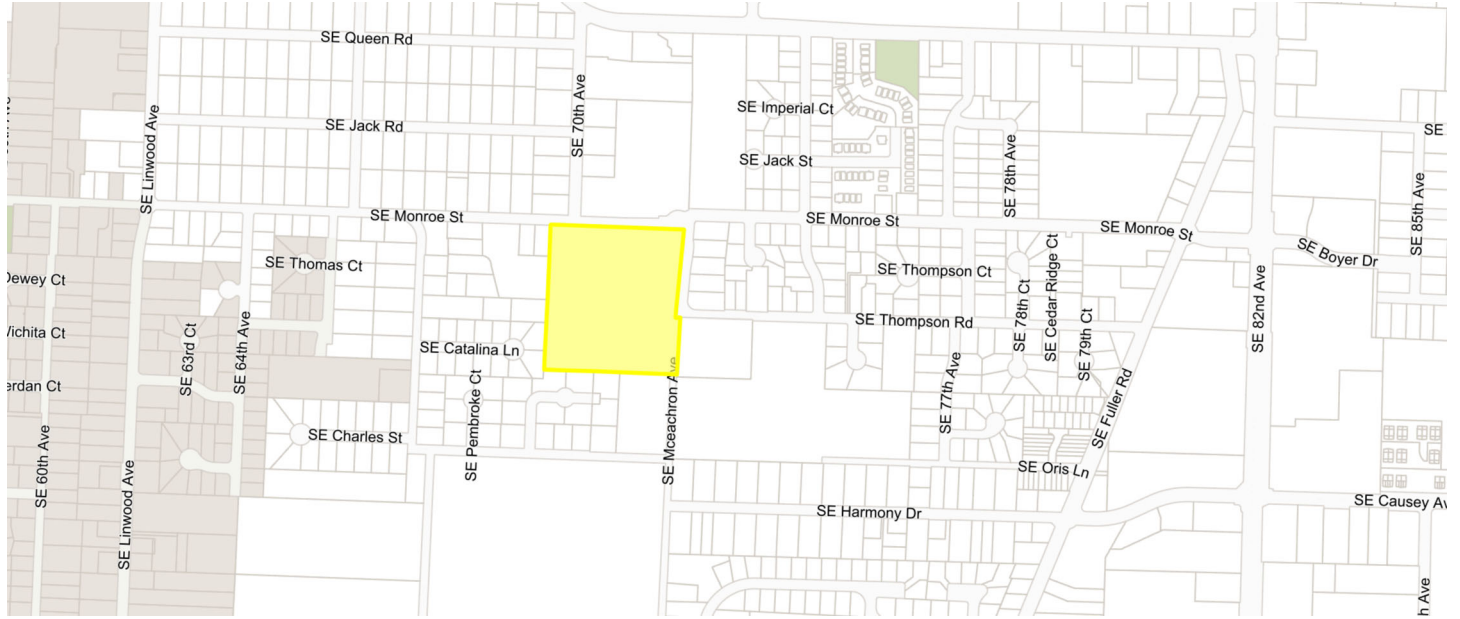 SE Queen Rd
SE Linwood Ave
SE 70th Ave
SE Imperial Ct
SE Jack Rd
SE
SE Jack St
SE 78th Ave
SE 85th Ave
SE Monroe St
SE Monroe St
SE Monroe St
SE Boyer Dr
SE Thomas Ct
SE Thompson Ct
SE Cedar Ridge Ct
Dewey Ct
SE 82nd Ave
SE 78th Ct
SE Thompson Rd
SE 79th Ct
Vichita Ct
SE 63rd Ct
SE 64th Ave
SE Catalina Ln
erdan Ct
SE Pembroke Ct
SE Mceachron Ave
SE 77th Ave
SE Fuller Rd
SE Charles St
SE 60th Ave
SE Linwood Ave
SE Oris Ln
SE Harmony Dr
SE Causey Av
h Ave